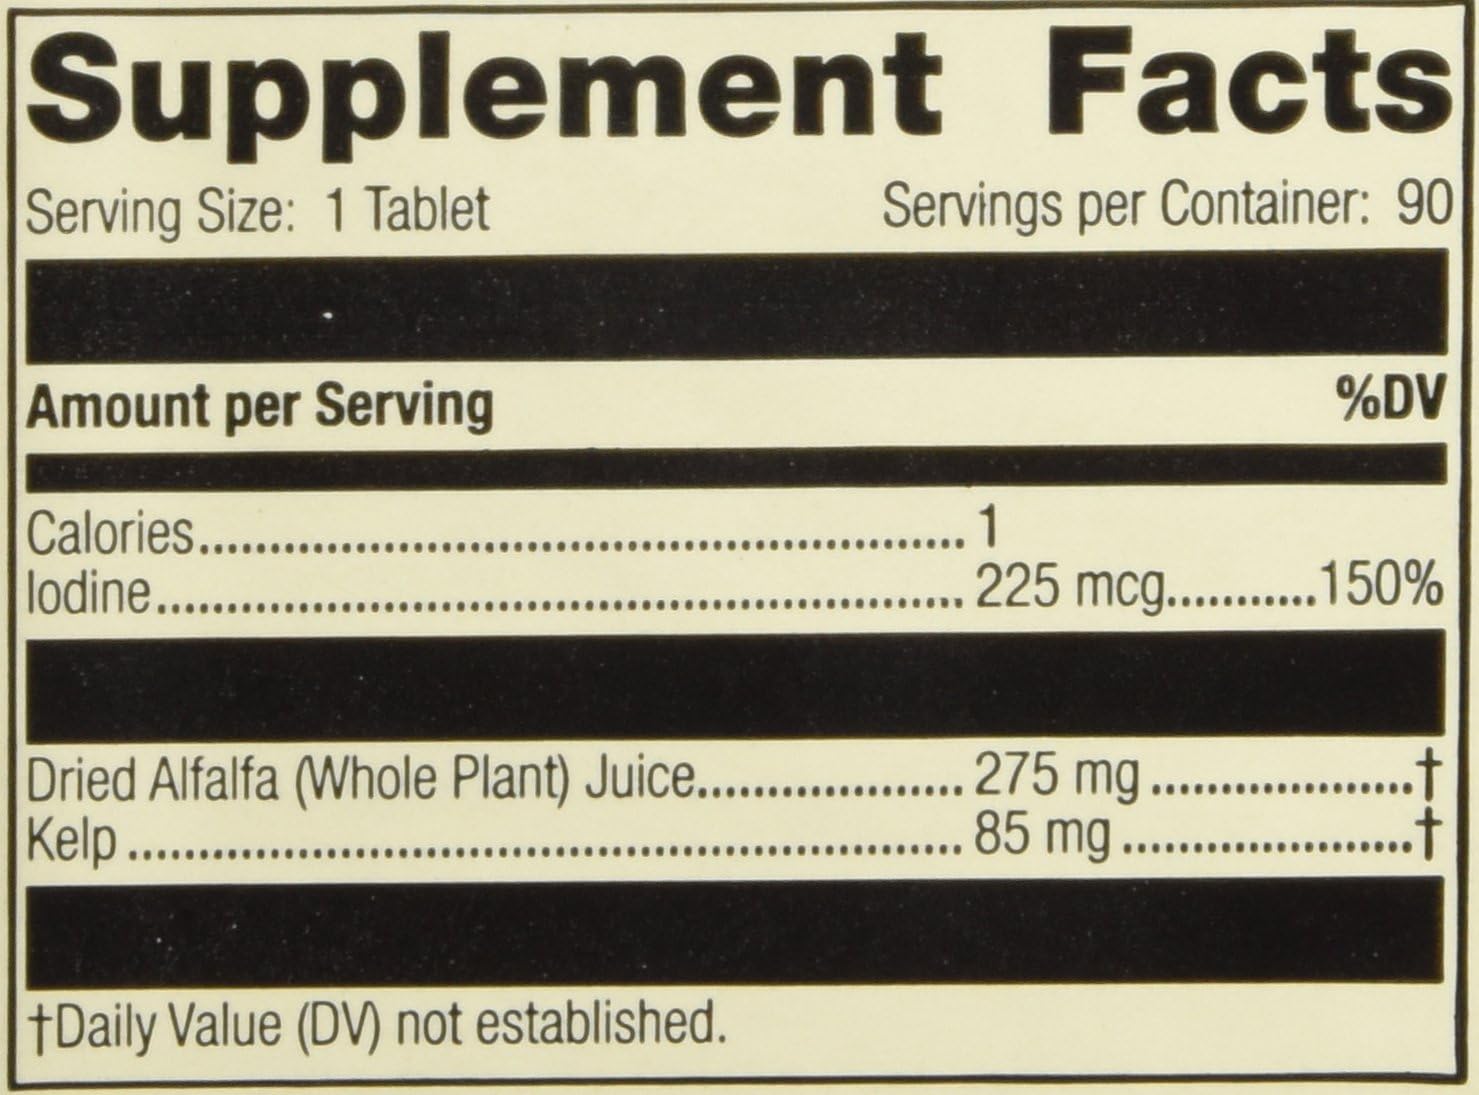 Supplement Facts
Serving Size: 1 Tablet Servings per Container: 90
Amount per Serving %DV
Calories...................................................... 1
Iodine......................................................... 225 mcg...........150%
Dried Alfalfa (Whole Plant) Juice................... 275 mg ...................†
Kelp ........................................................... 85 mg .....................†
†Daily Value (DV) not established.